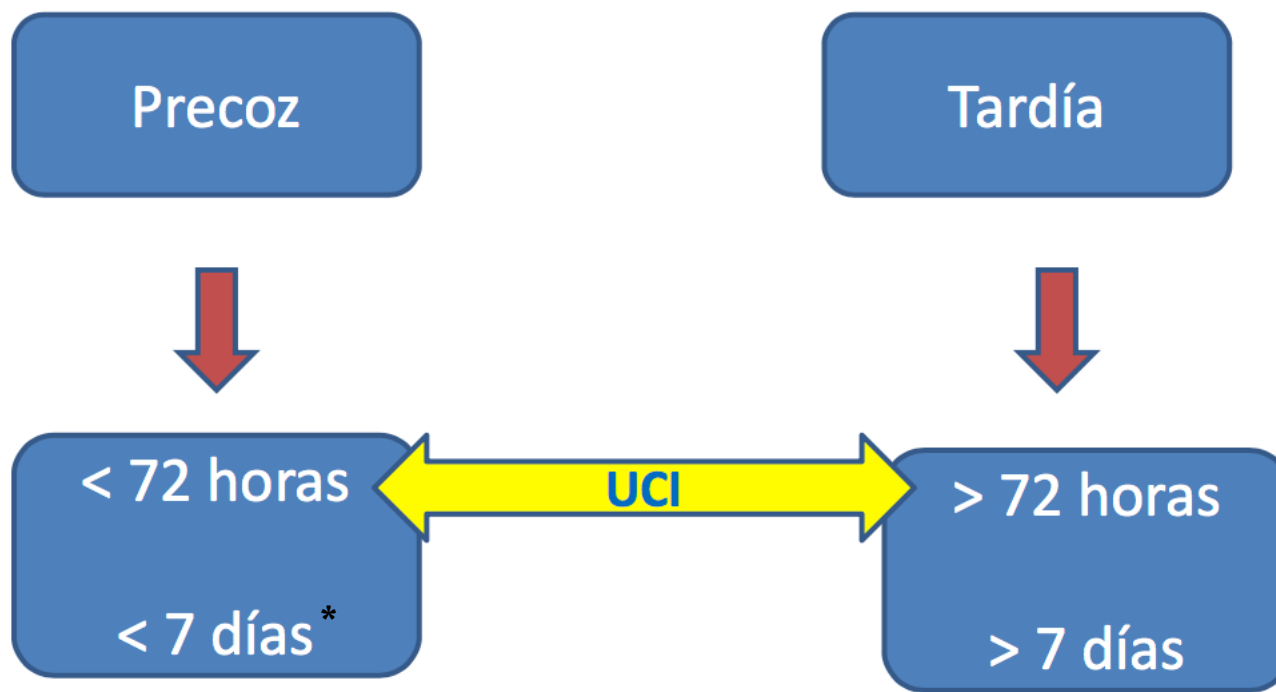 Precoz
Tardía
< 72 horas
UCI
> 72 horas
< 7 días *
> 7 días